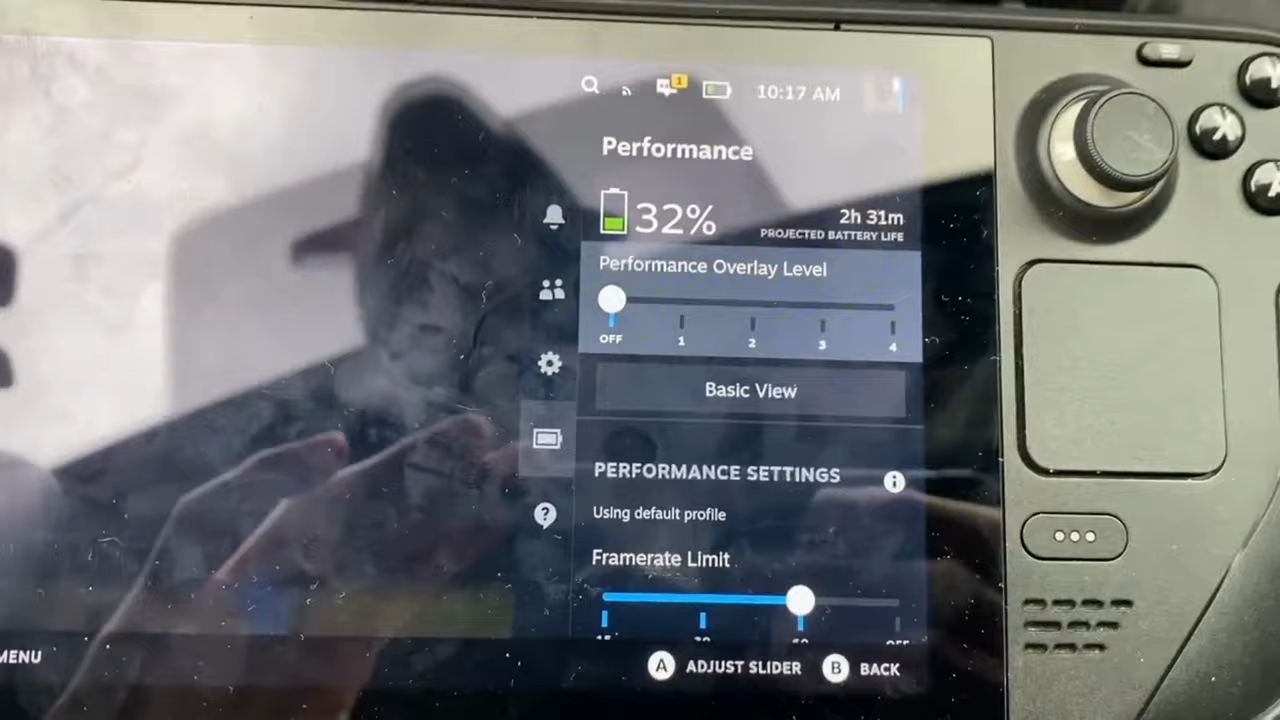 1
10:17 AM
Performance
32%
2h 31m
PROJECTED BATTERY LIFE
Performance Overlay Level
OFF 1 2 3 4
Basic View
PERFORMANCE SETTINGS
Using default profile
Framerate Limit
MENU
A ADJUST SLIDER B BACK